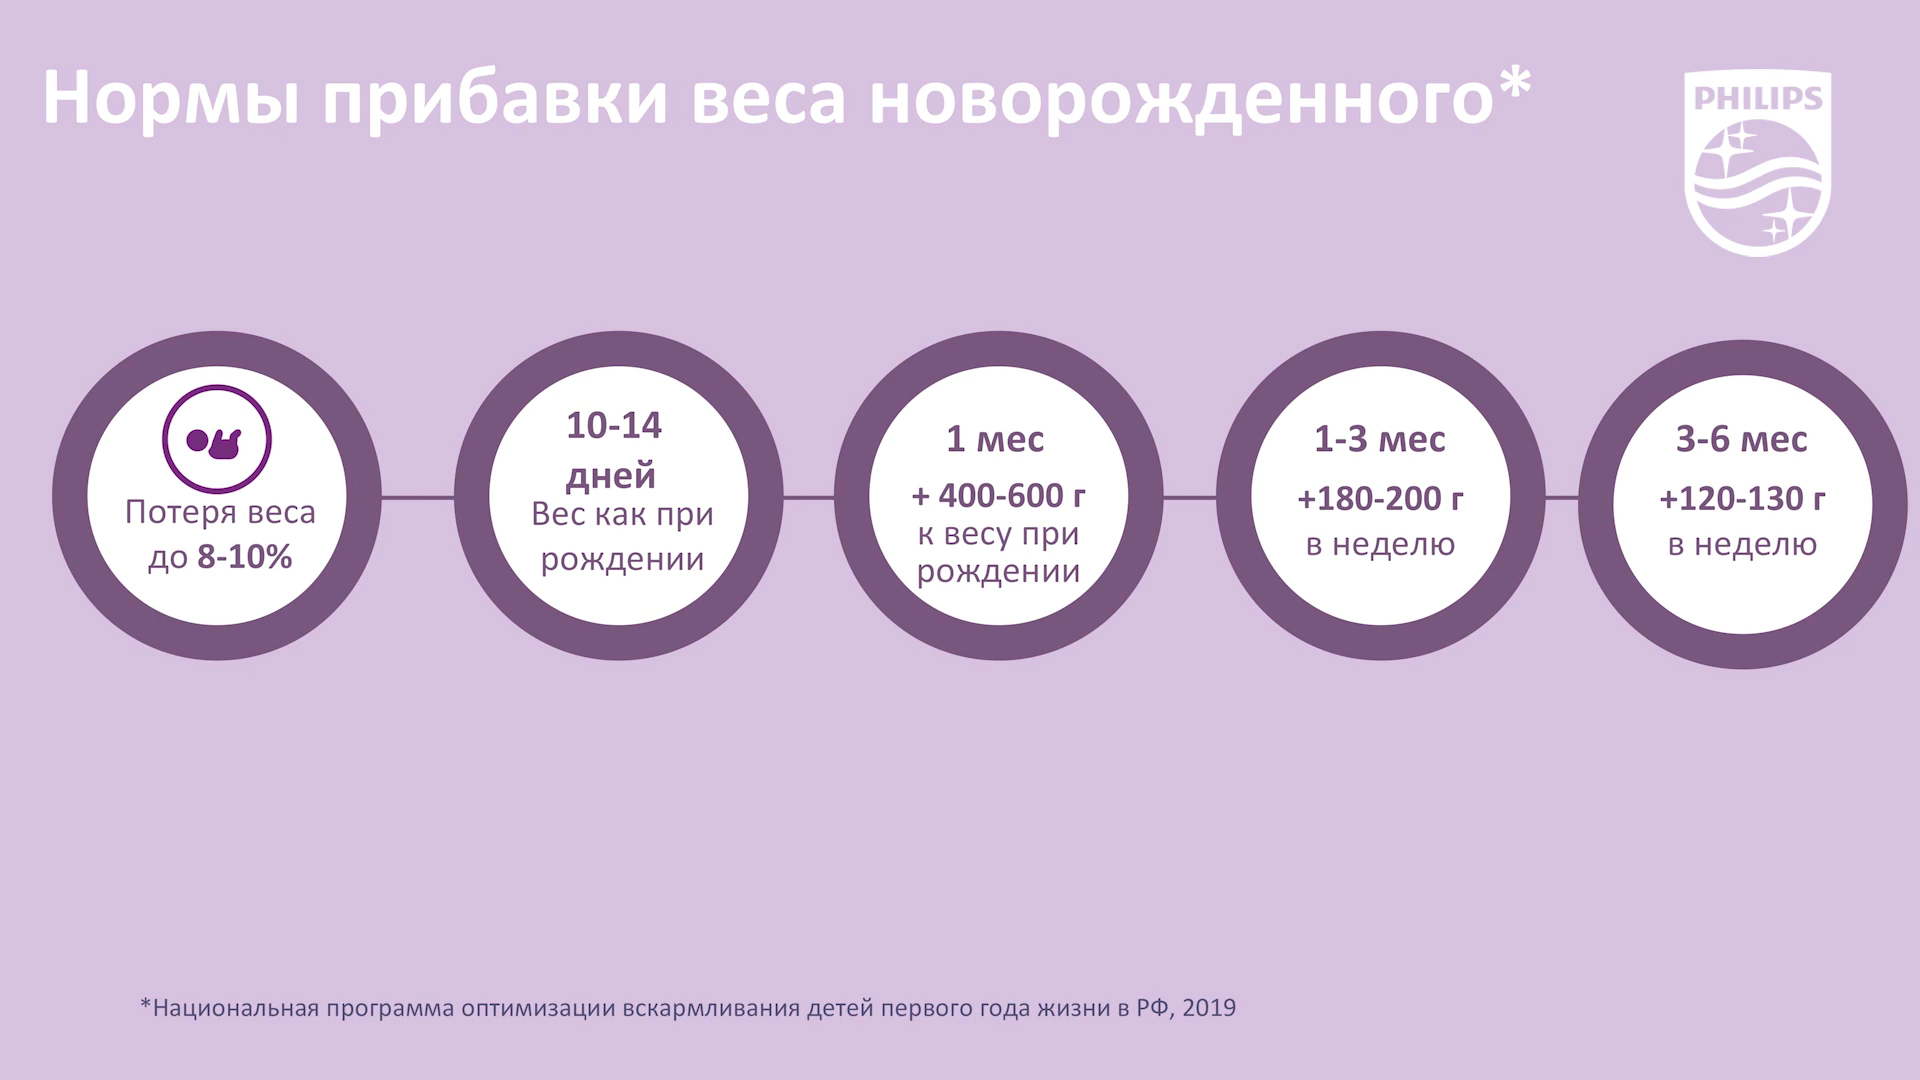 Нормы прибавки веса новорожденного*
PHILIPS
Потеря веса
до 8-10%
10-14
дней
Вес как при
рождении
1 мес
+ 400-600 г
к весу при
рождении
1-3 мес
+180-200 г
в неделю
3-6 мес
+120-130 г
в неделю
*Национальная программа оптимизации вскармливания детей первого года жизни в РФ, 2019